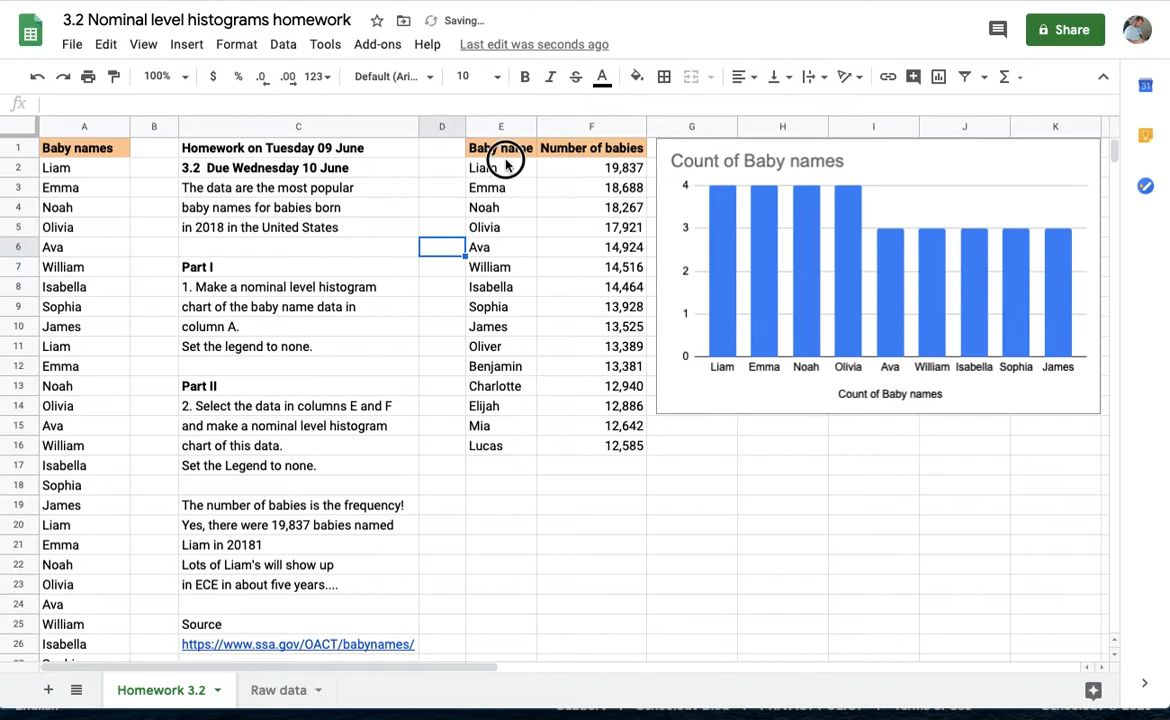 3.2 Nominal level histograms homework
Saving...
File Edit View Insert Format Data Tools Add-ons Help Last edit was seconds ago
Share
100% $ % .0 .00 123 Default (Ari... 10 B I S A
fx
A B C D E F G H I J K
1 Baby names Homework on Tuesday 09 June Baby name Number of babies
2 Liam 3.2 Due Wednesday 10 June Liam 19,837
3 Emma The data are the most popular Emma 18,688
4 Noah baby names for babies born Noah 18,267
5 Olivia in 2018 in the United States Olivia 17,921
6 Ava Ava 14,924
7 William Part I William 14,516
8 Isabella 1. Make a nominal level histogram Isabella 14,464
9 Sophia chart of the baby name data in Sophia 13,928
10 James column A. James 13,525
11 Liam Set the legend to none. Oliver 13,389
12 Emma Benjamin 13,381
13 Noah Part II Charlotte 12,940
14 Olivia 2. Select the data in columns E and F Elijah 12,886
15 Ava and make a nominal level histogram Mia 12,642
16 William chart of this data. Lucas 12,585
17 Isabella Set the Legend to none.
18 Sophia
19 James The number of babies is the frequency!
20 Liam Yes, there were 19,837 babies named
21 Emma Liam in 20181
22 Noah Lots of Liam's will show up
23 Olivia in ECE in about five years....
24 Ava
25 William Source
26 Isabella https://www.ssa.gov/OACT/babynames/
Count of Baby names
4
3
2
1
0
Liam Emma Noah Olivia Ava William Isabella Sophia James
Count of Baby names
31
Homework 3.2 Raw data
English